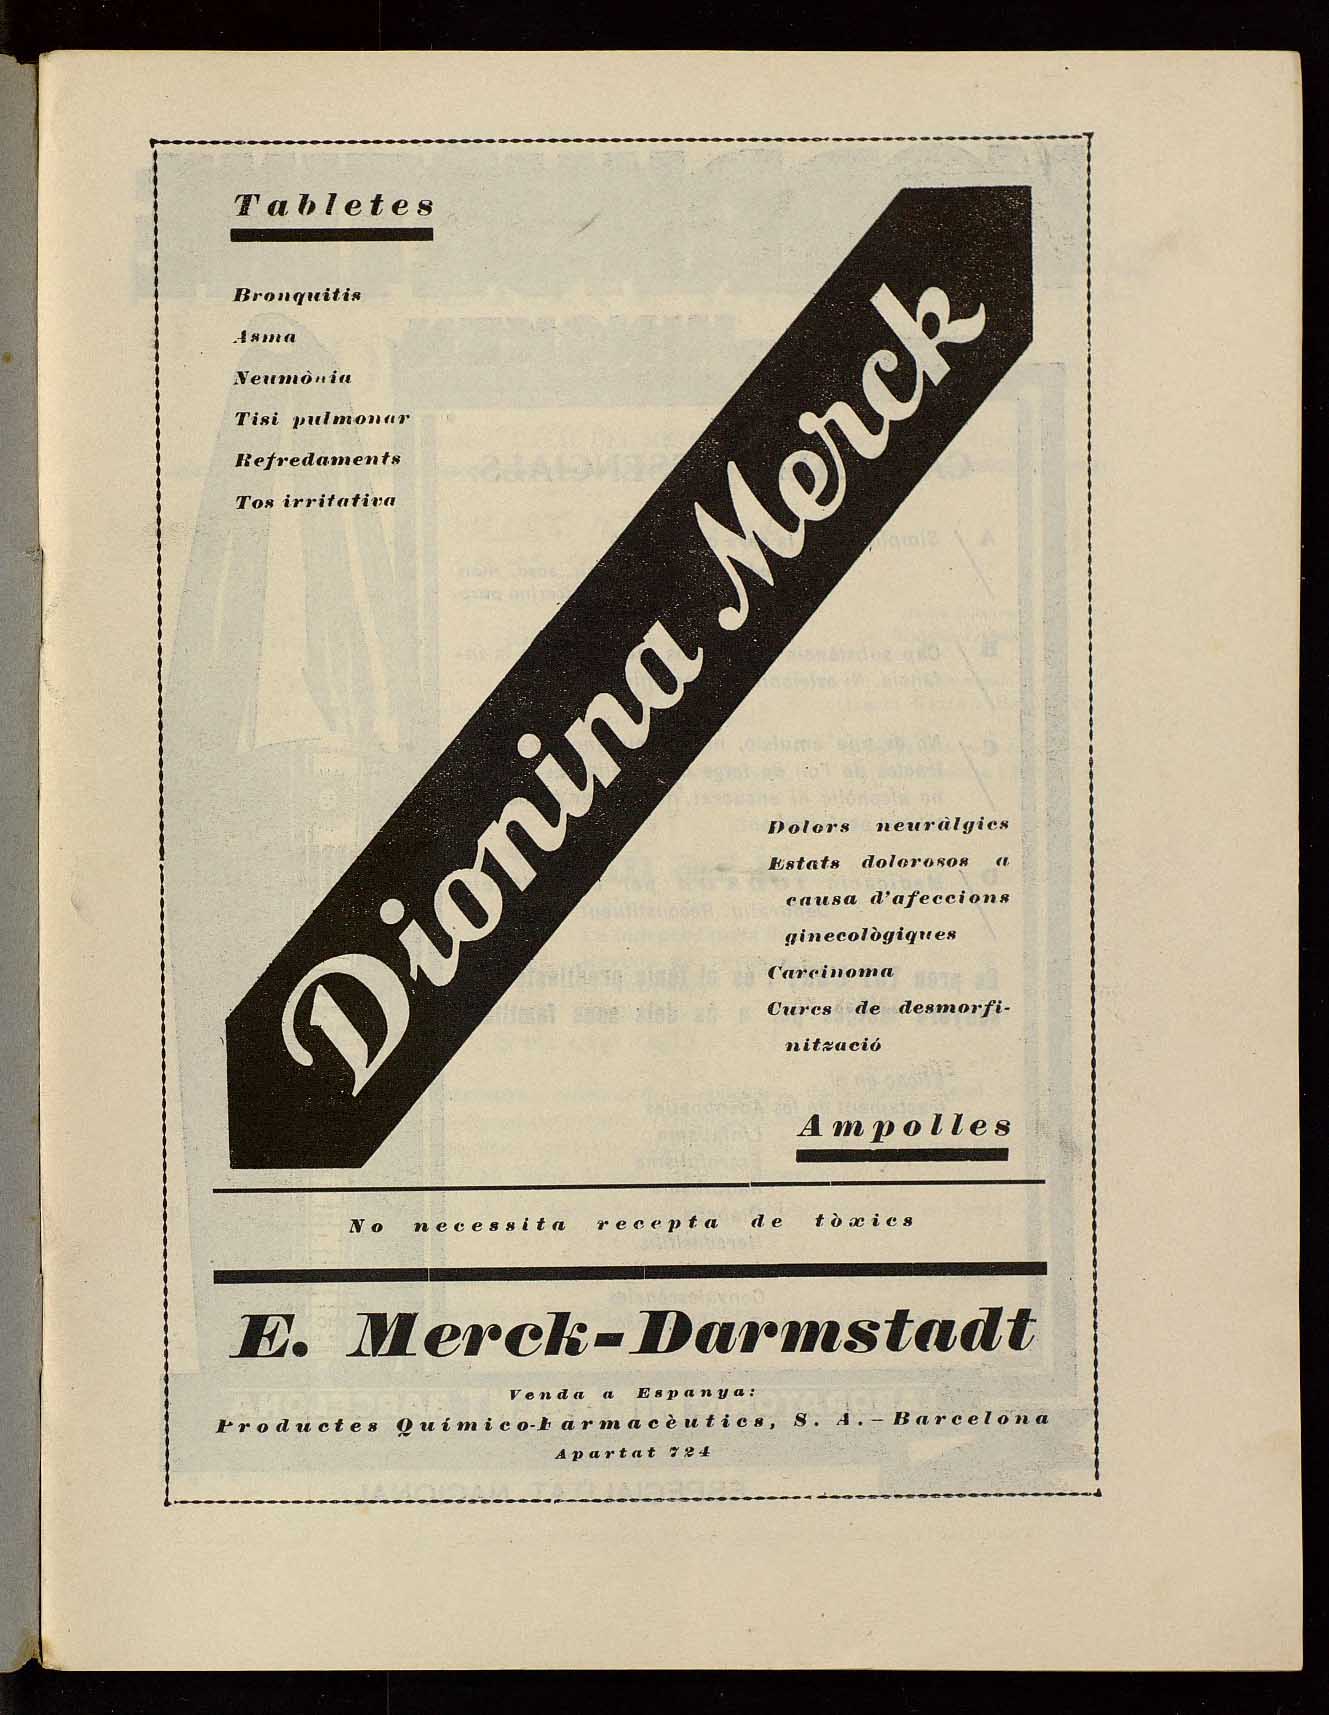 Tabletes
Bronquitis
Asma
Neumònia
Tisi pulmonar
Refredaments
Tos irritativa
Dionina Merck
Dolors neuràlgics
Estats dolorosos a
causa d'afeccions
ginecològiques
Carcinoma
Curcs de desmorfi-
nització
Ampolles
No necessita recepta de tòxics
E. Merck-Darmstadt
Venda a Espanya:
Productes Químico-Farmacèutics, S. A.-Barcelona
Apartat 724